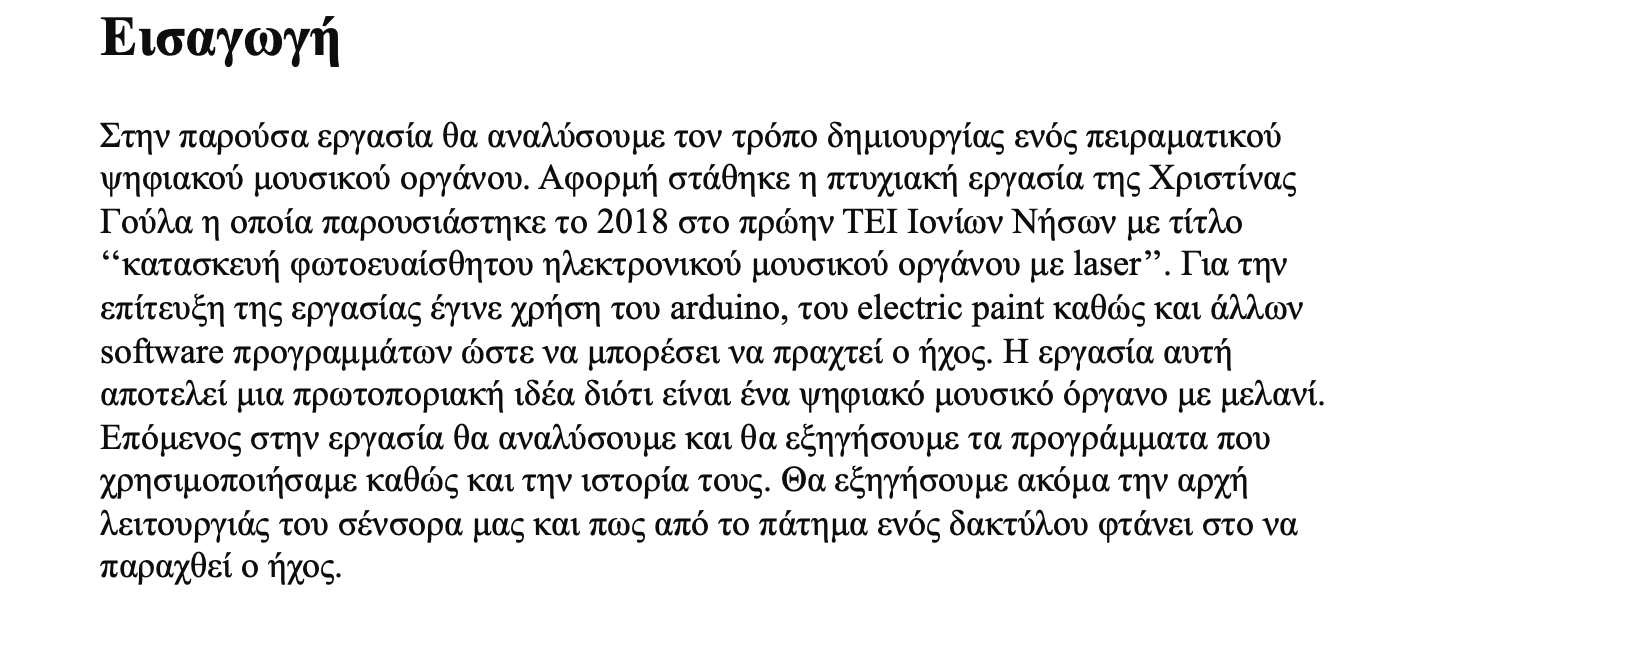 Εισαγωγή
Στην παρούσα εργασία θα αναλύσουμε τον τρόπο δημιουργίας ενός πειραματικού
ψηφιακού μουσικού οργάνου. Αφορμή στάθηκε η πτυχιακή εργασία της Χριστίνας
Γούλα η οποία παρουσιάστηκε το 2018 στο πρώην ΤΕΙ Ιονίων Νήσων με τίτλο
‘‘κατασκευή φωτοευαίσθητου ηλεκτρονικού μουσικού οργάνου με laser’’. Για την
επίτευξη της εργασίας έγινε χρήση του arduino, του electric paint καθώς και άλλων
software προγραμμάτων ώστε να μπορέσει να πραχτεί ο ήχος. Η εργασία αυτή
αποτελεί μια πρωτοποριακή ιδέα διότι είναι ένα ψηφιακό μουσικό όργανο με μελανί.
Επόμενος στην εργασία θα αναλύσουμε και θα εξηγήσουμε τα προγράμματα που
χρησιμοποιήσαμε καθώς και την ιστορία τους. Θα εξηγήσουμε ακόμα την αρχή
λειτουργιάς του σένσορα μας και πως από το πάτημα ενός δακτύλου φτάνει στο να
παραχθεί ο ήχος.